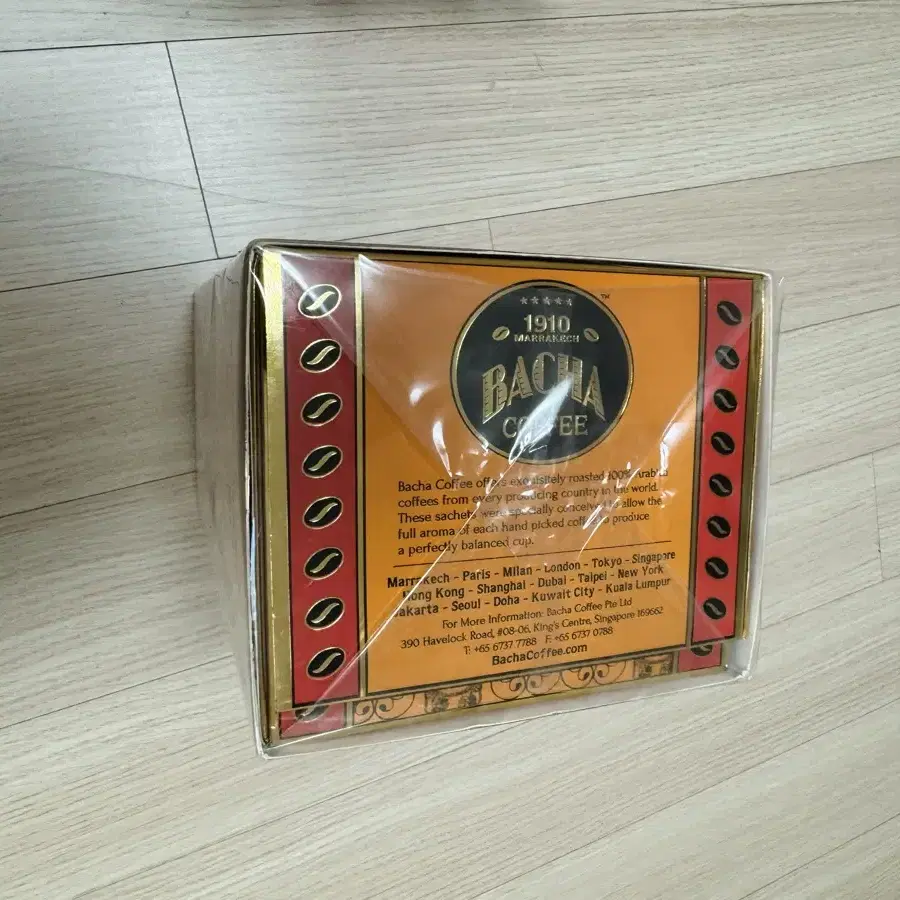 ★★★★★ TM
1910
MARRAKECH
BACHA
COFFEE
Bacha Coffee offers exquisitely roasted 100% Arabica
coffees from every producing country in the world.
These sachets were specially conceived to allow the
full aroma of each hand picked coffee to produce
a perfectly balanced cup.
Marrakech - Paris - Milan - London - Tokyo - Singapore
Hong Kong - Shanghai - Dubai - Taipei - New York
Jakarta - Seoul - Doha - Kuwait City - Kuala Lumpur
For More Information: Bacha Coffee Pte Ltd
390 Havelock Road, #08-06, King's Centre, Singapore 169662
T: +65 6737 7788 F: +65 6737 0788
BachaCoffee.com